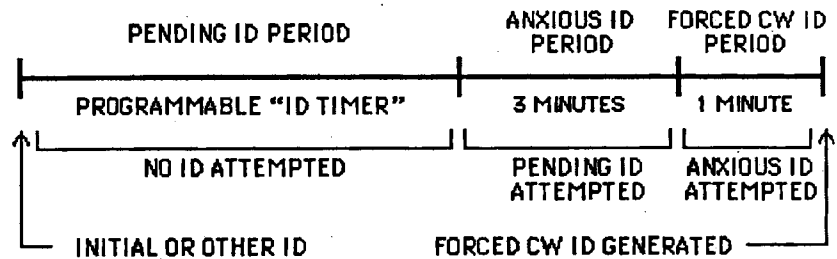 PENDING ID PERIOD
ANXIOUS ID
PERIOD
FORCED CW ID
PERIOD
PROGRAMMABLE “ID TIMER”
3 MINUTES
1 MINUTE
NO ID ATTEMPTED
PENDING ID
ATTEMPTED
ANXIOUS ID
ATTEMPTED
INITIAL OR OTHER ID
FORCED CW ID GENERATED